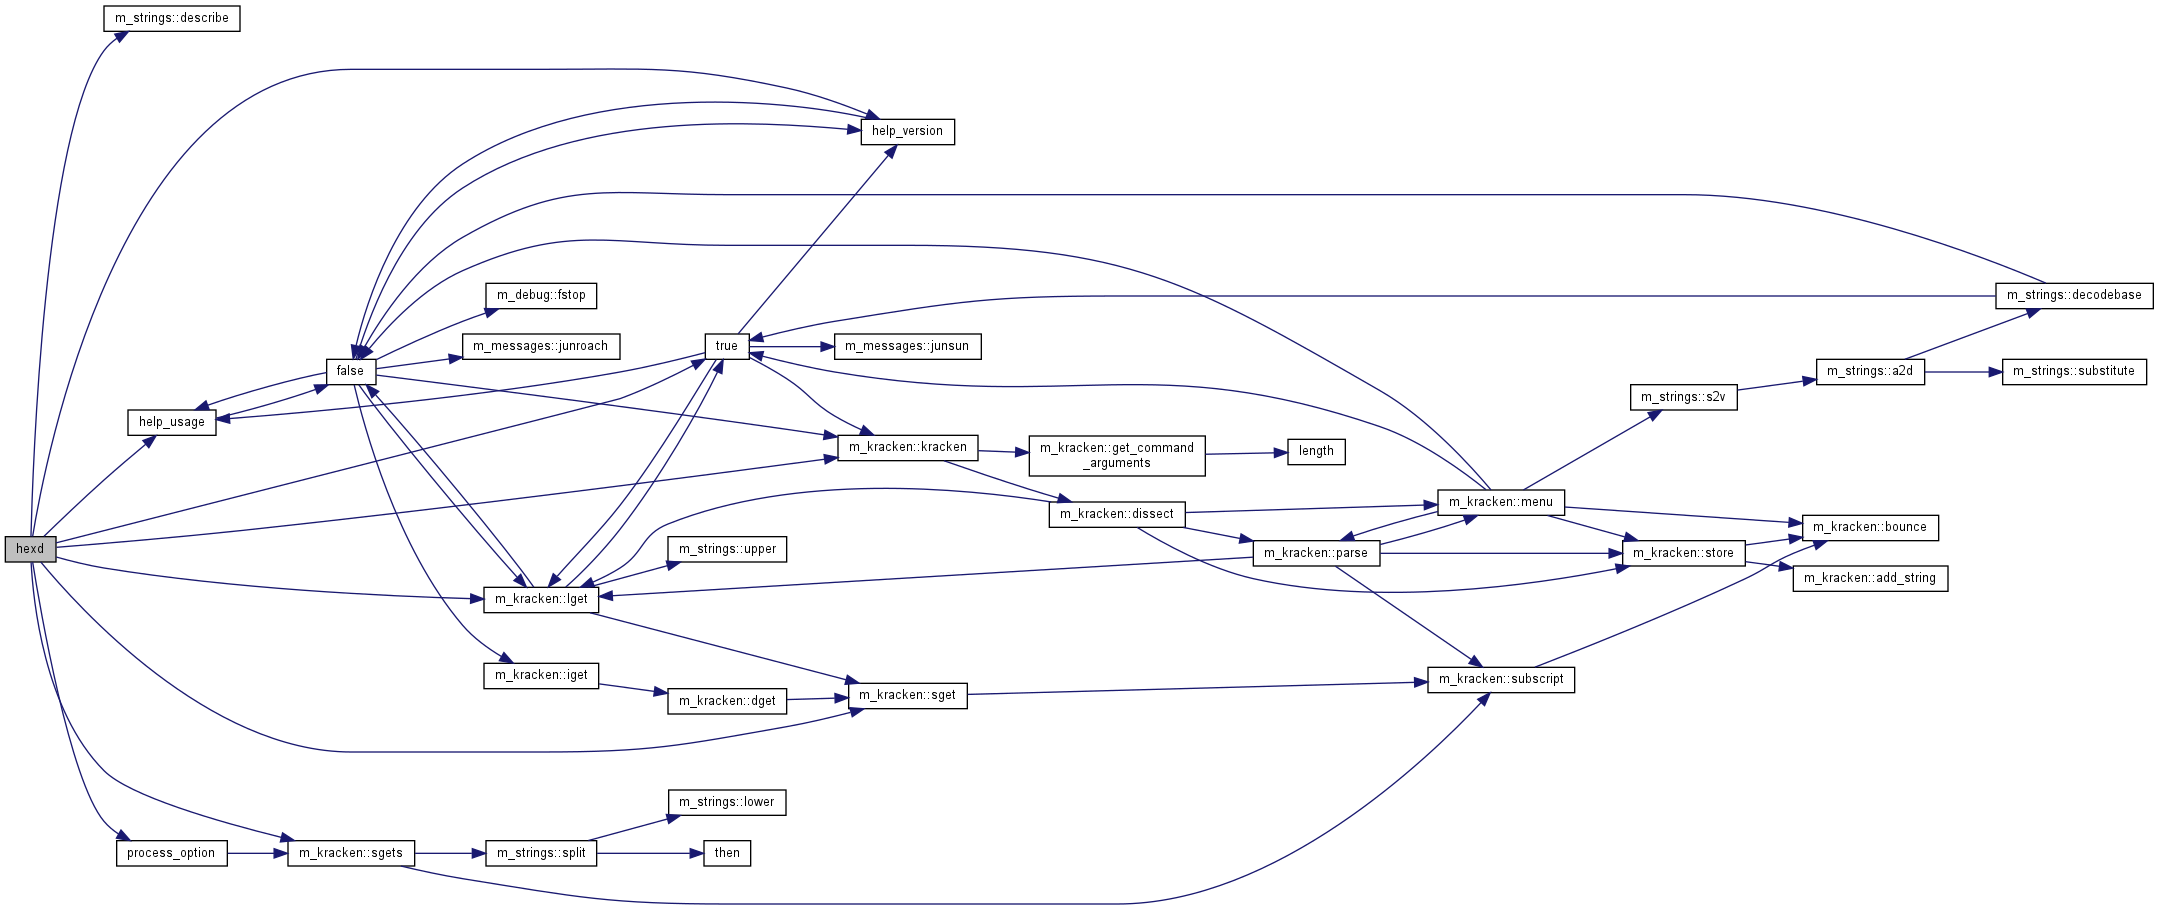 m_strings::describe
help_version
m_debug::fstop
m_strings::decodebase
m_messages::junroach
true
m_messages::junsun
false
m_strings::a2d
m_strings::substitute
m_strings::s2v
help_usage
m_kracken::kracken
m_kracken::get_command
_arguments
length
m_kracken::menu
m_kracken::dissect
m_kracken::bounce
hexd
m_strings::upper
m_kracken::parse
m_kracken::store
m_kracken::add_string
m_kracken::lget
m_kracken::iget
m_kracken::subscript
m_kracken::dget
m_kracken::sget
m_strings::lower
process_option
m_kracken::sgets
m_strings::split
then